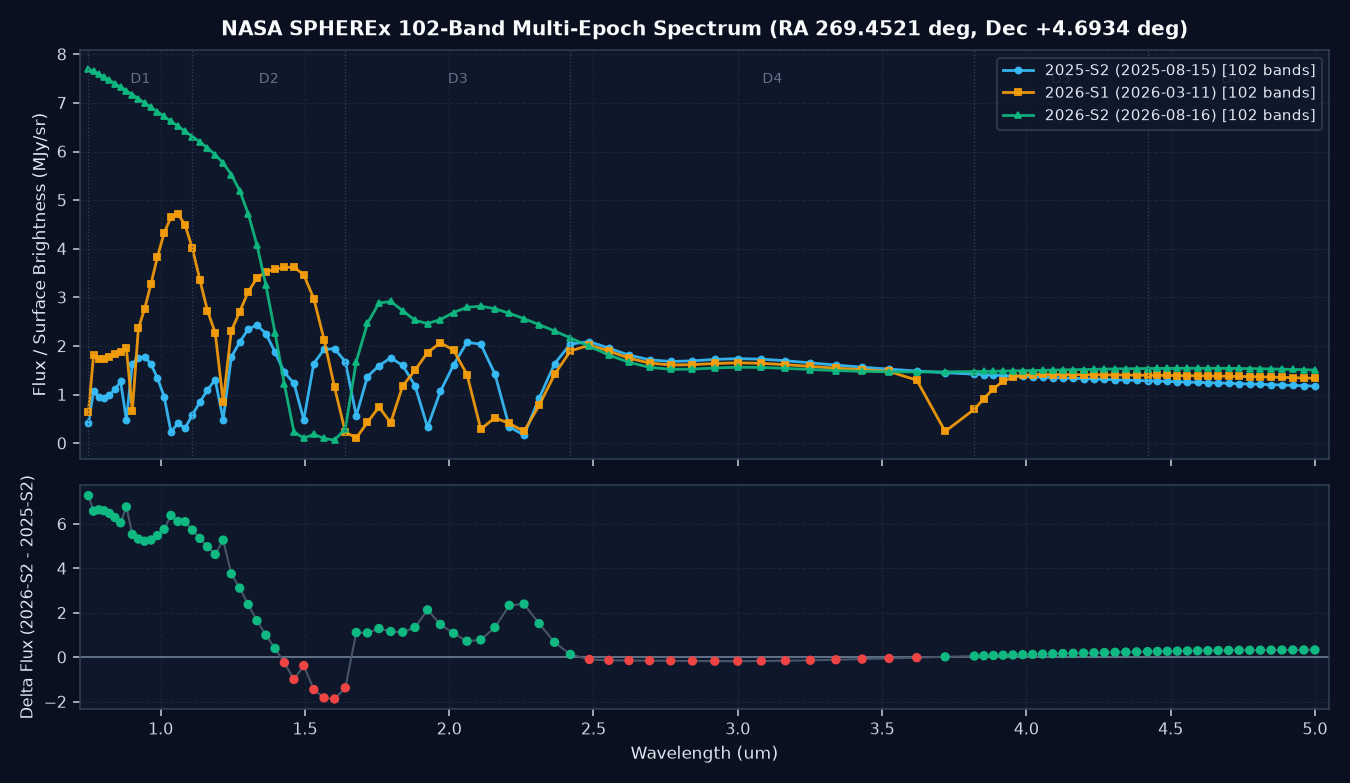 NASA SPHEREx 102-Band Multi-Epoch Spectrum (RA 269.4521 deg, Dec +4.6934 deg)
D1
D2
D3
D4
2025-S2 (2025-08-15) [102 bands]
2026-S1 (2026-03-11) [102 bands]
2026-S2 (2026-08-16) [102 bands]
Flux / Surface Brightness (MJy/sr)
8
7
6
5
4
3
2
1
0
Delta Flux (2026-S2 - 2025-S2)
6
4
2
0
−2
1.0
1.5
2.0
2.5
3.0
3.5
4.0
4.5
5.0
Wavelength (um)